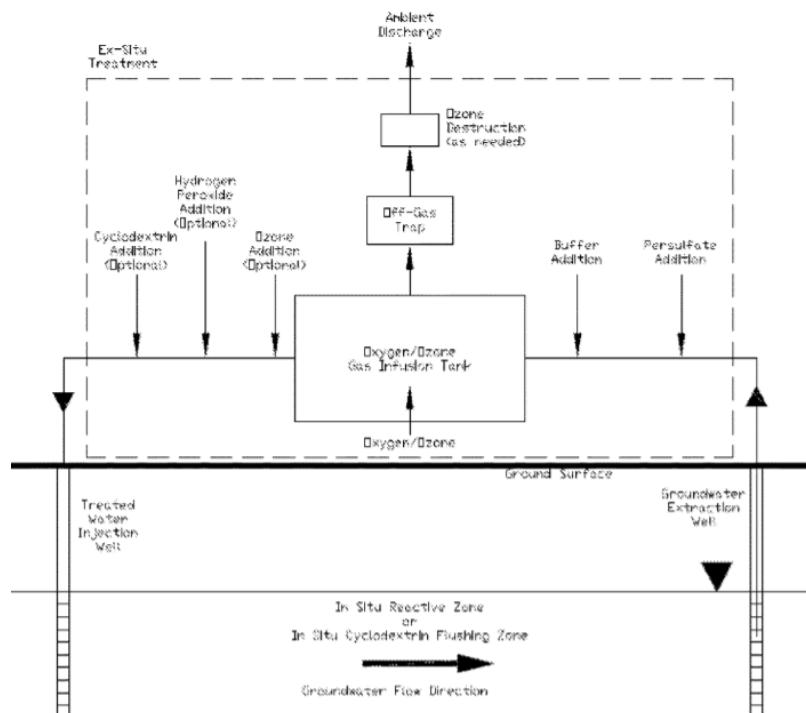 Ambient
Discharge
Ex-Situ
Treatment
Ozone
Destruction
(as needed)
Hydrogen
Peroxide
Addition
(Optional)
Off-Gas
Trap
Cyclodextrin
Addition
(Optional)
Ozone
Addition
(Optional)
Buffer
Addition
Persulfate
Addition
Oxygen/Ozone
Gas Infusion Tank
Oxygen/Ozone
Ground Surface
Treated
Water
Injection
Well
Groundwater
Extraction
Well
In Situ Reactive Zone
or
In Situ Cyclodextrin Flushing Zone
Groundwater Flow Direction